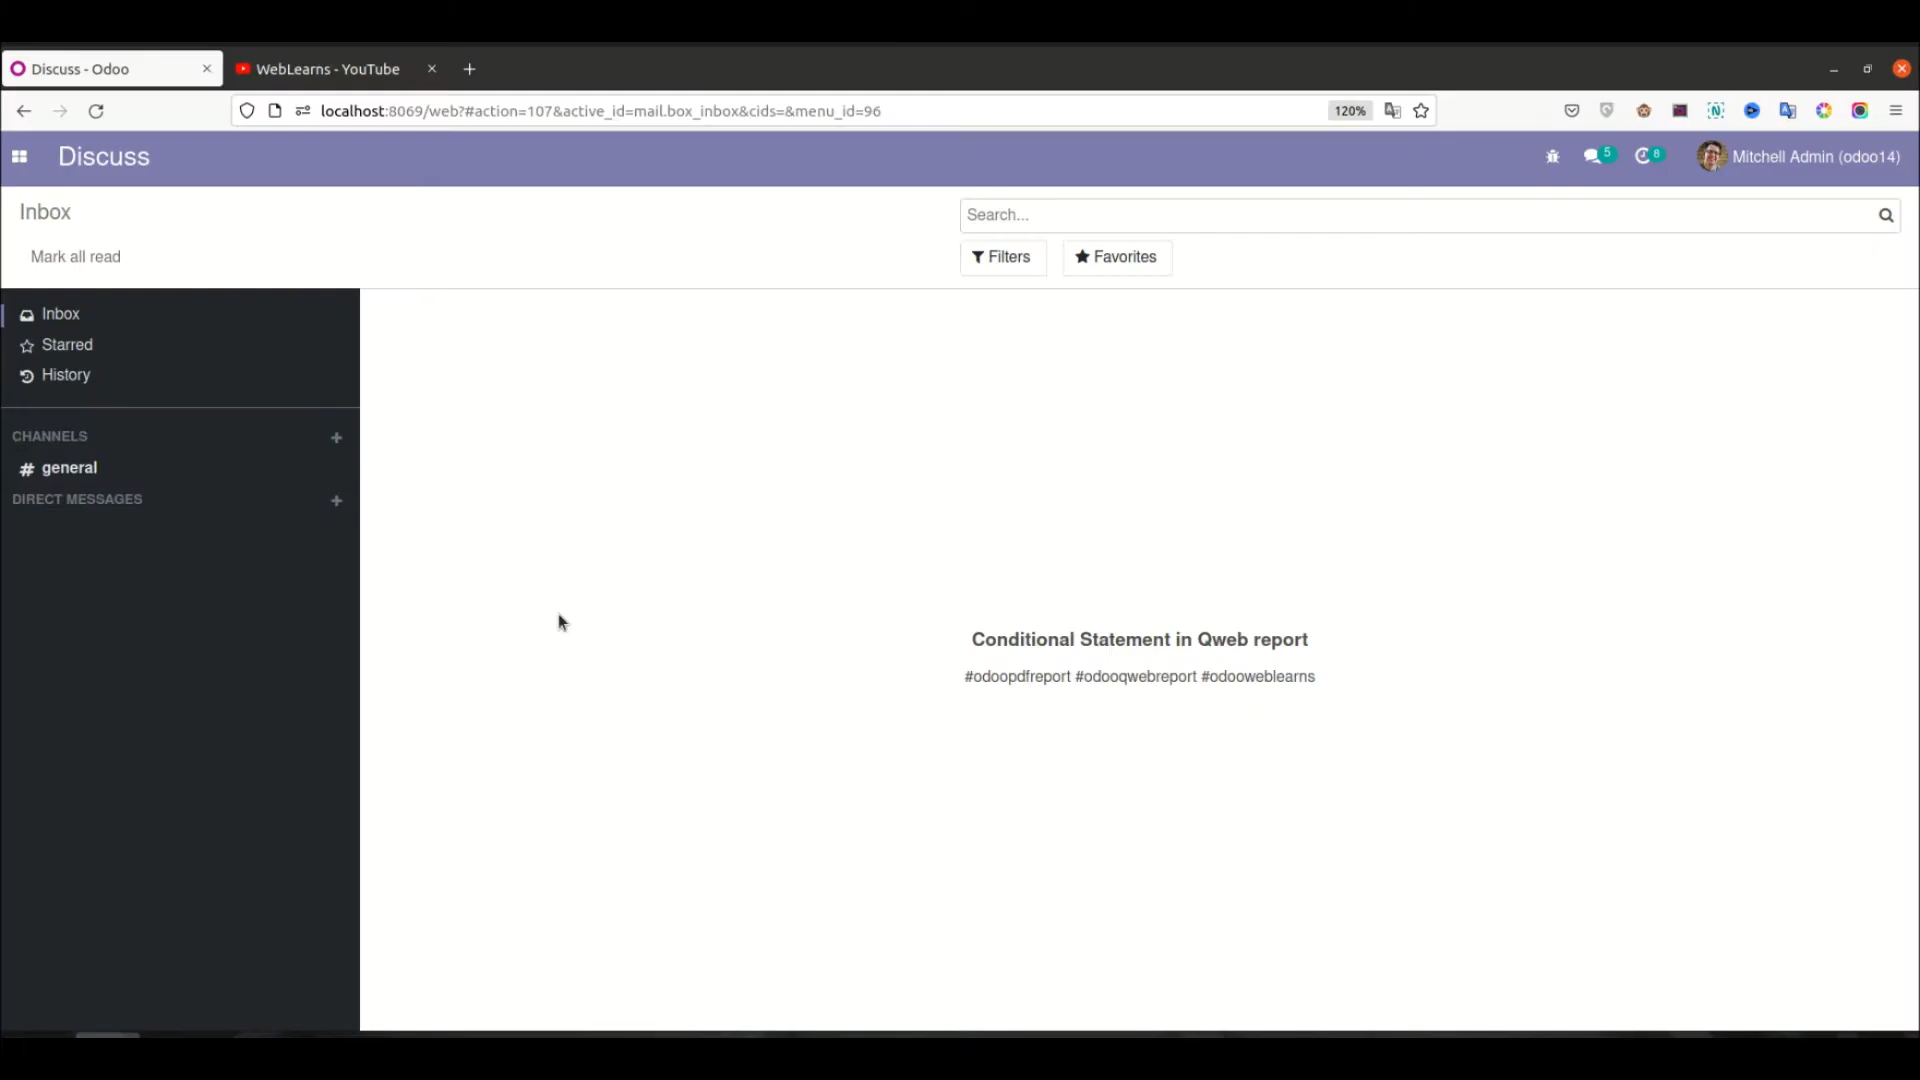 Discuss - Odoo
WebLearns - YouTube
localhost:8069/web?#action=107&active_id=mail.box_inbox&cids=&menu_id=96
120%
Discuss
5
8
Mitchell Admin (odoo14)
Inbox
Search...
Mark all read
Filters
Favorites
Inbox
Starred
History
CHANNELS
# general
DIRECT MESSAGES
Conditional Statement in Qweb report
#odoopdfreport #odooqwebreport #odooweblearns